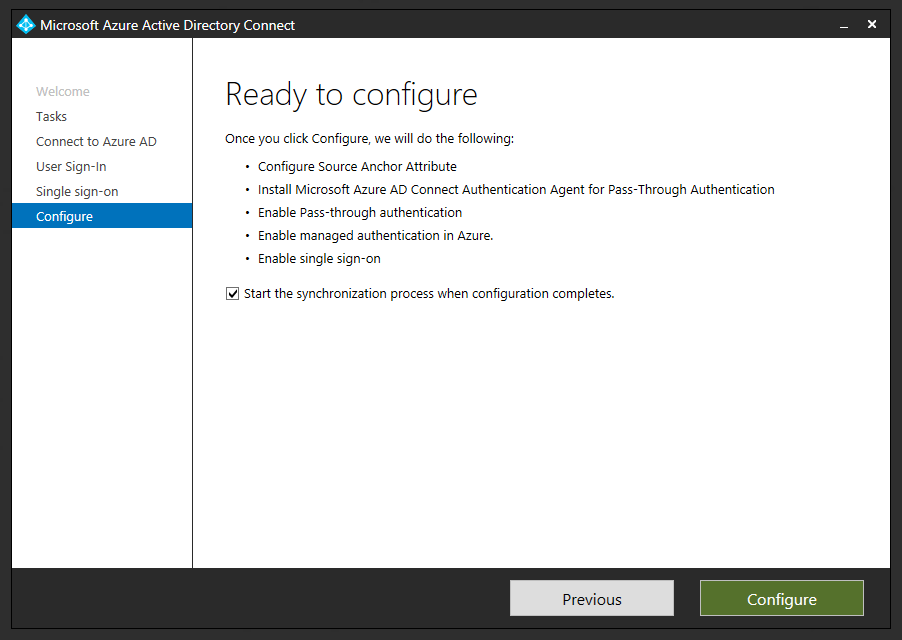 Microsoft Azure Active Directory Connect
Welcome
Tasks
Connect to Azure AD
User Sign-In
Single sign-on
Configure
Ready to configure
Once you click Configure, we will do the following:
• Configure Source Anchor Attribute
• Install Microsoft Azure AD Connect Authentication Agent for Pass-Through Authentication
• Enable Pass-through authentication
• Enable managed authentication in Azure.
• Enable single sign-on
Start the synchronization process when configuration completes.
Previous
Configure